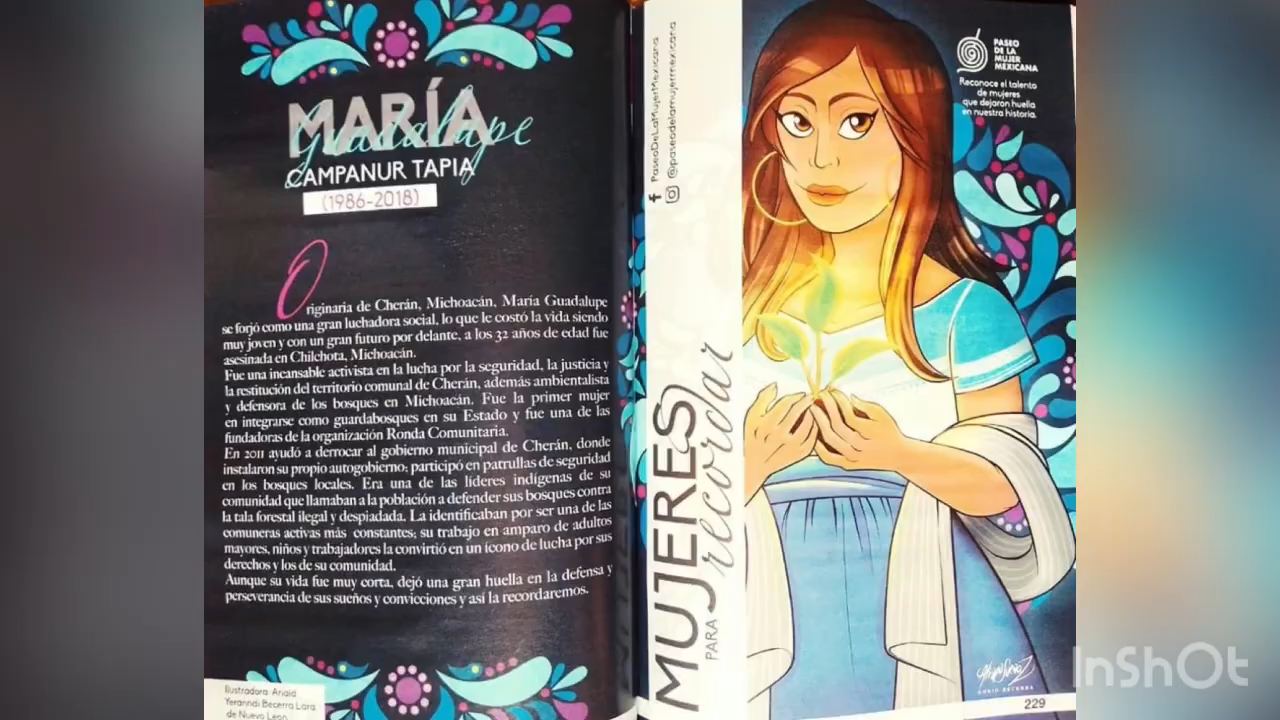 MARÍA
Guadalupe
CAMPANUR TAPIA
(1986-2018)
Originaria de Cherán, Michoacán, María Guadalupe
se forjó como una gran luchadora social, lo que le costó la vida siendo
muy joven y con un gran futuro por delante, a los 32 años de edad fue
asesinada en Chilchota, Michoacán.
Fue una incansable activista en la lucha por la seguridad, la justicia y
la restitución del territorio comunal de Cherán, además ambientalista
y defensora de los bosques en Michoacán. Fue la primer mujer
en integrarse como guardabosques en su Estado y fue una de las
fundadoras de la organización Ronda Comunitaria.
En 2011 ayudó a derrocar al gobierno municipal de Cherán, donde
instalaron su propio autogobierno; participó en patrullas de seguridad
en los bosques locales. Era una de las líderes indígenas de su
comunidad que llamaban a la población a defender sus bosques contra
la tala forestal ilegal y despiadada. La identificaban por ser una de las
comuneras activas más constantes; su trabajo en amparo de adultos
mayores, niños y trabajadores la convirtió en un ícono de lucha por sus
derechos y los de su comunidad.
Aunque su vida fue muy corta, dejó una gran huella en la defensa y
perseverancia de sus sueños y convicciones y así la recordaremos.
Ilustradora: Anaid
Yeranndi Becerra Lara
de Nuevo León
PaseoDeLaMujerMexicana
@paseodelamujermexicana
MUJERES
PARA recordar
PASEO
DE LA
MUJER
MEXICANA
Reconoce el talento
de mujeres
que dejaron huella
en nuestra historia.
BECERRA
229
InShOt